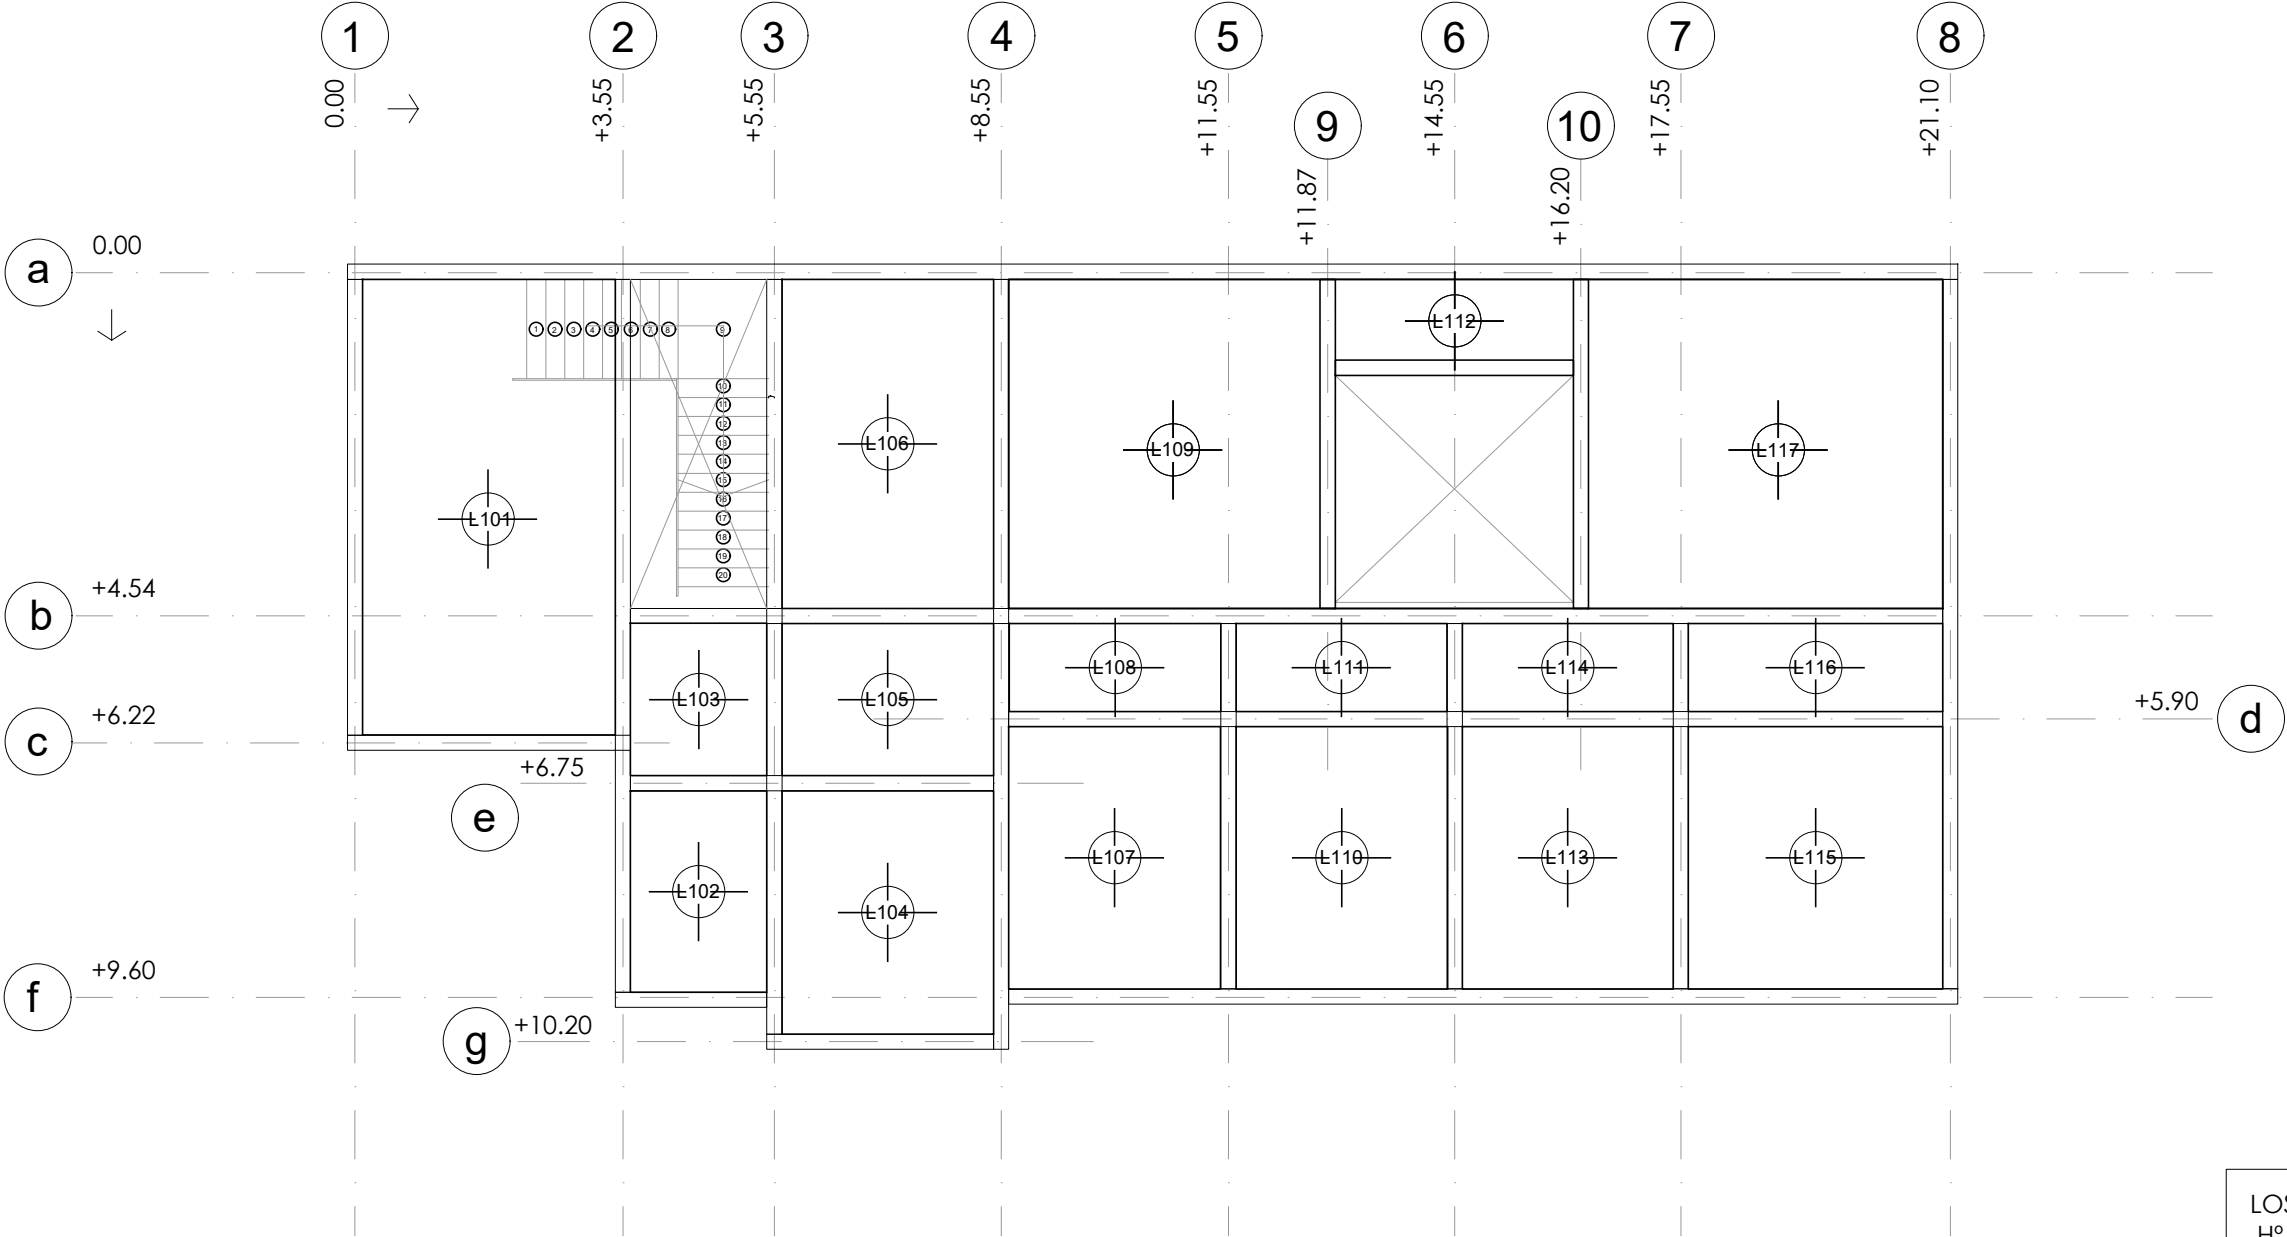 1 2 3 4 5 6 7 8
0.00 +3.55 +5.55 +8.55 +11.55 +14.55 +17.55 +21.10
9 10
+11.87 +16.20
a 0.00
L112
1 2 3 4 5 6 7 8 9
10
11
12
13
14
15
16
17
18
19
20
L106 L109 L117
L101
b +4.54
L108 L111 L114 L116
L103 L105
c +6.22
+5.90 d
+6.75
e
L107 L110 L113 L115
L102 L104
f +9.60
g +10.20
LOS
Hº